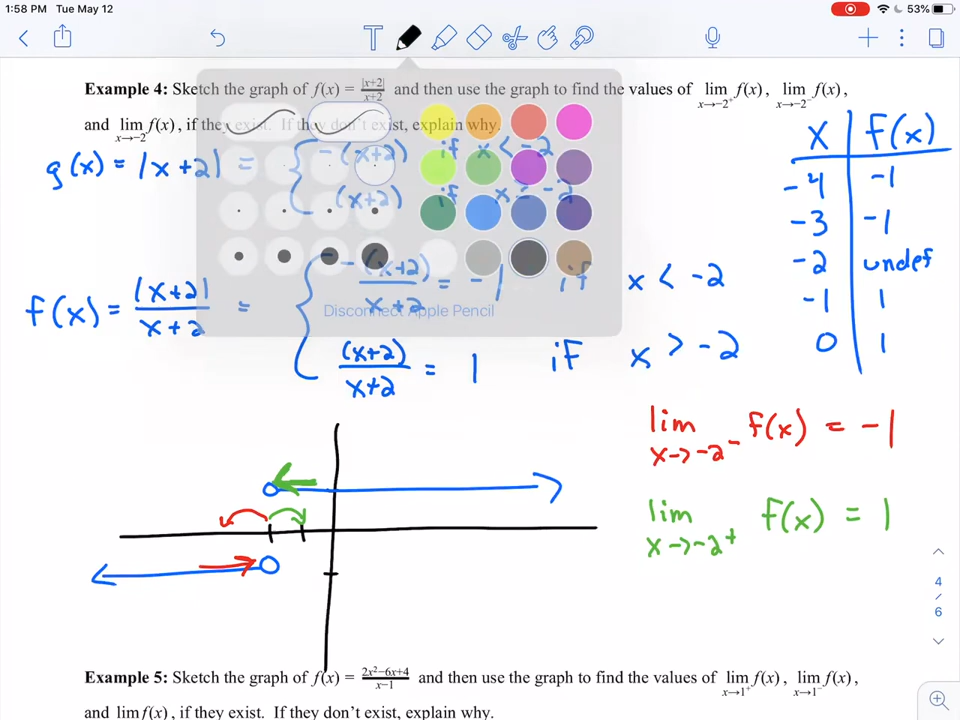 1:58 PM Tue May 12 53%
Example 4: Sketch the graph of f(x) = |x+2|/x+2 and then use the graph to find the values of lim x→-2⁺ f(x), lim x→-2⁻ f(x),
and lim x→-2 f(x), if they exist. If they don't exist, explain why.
g(x) = |x+2| = { -(x+2) if x < -2
(x+2) if x ≥ -2
x f(x)
-4 -1
-3 -1
-2 undef
-1 1
0 1
f(x) = |x+2|/x+2 = { -(x+2)/x+2 = -1 if x < -2
(x+2)/x+2 = 1 if x > -2
Disconnect Apple Pencil
lim x→-2⁻ f(x) = -1
lim x→-2⁺ f(x) = 1
4
/
6
Example 5: Sketch the graph of f(x) = 2x²−6x+4/x−1 and then use the graph to find the values of lim x→1⁺ f(x), lim x→1⁻ f(x),
and lim f(x), if they exist. If they don't exist, explain why.